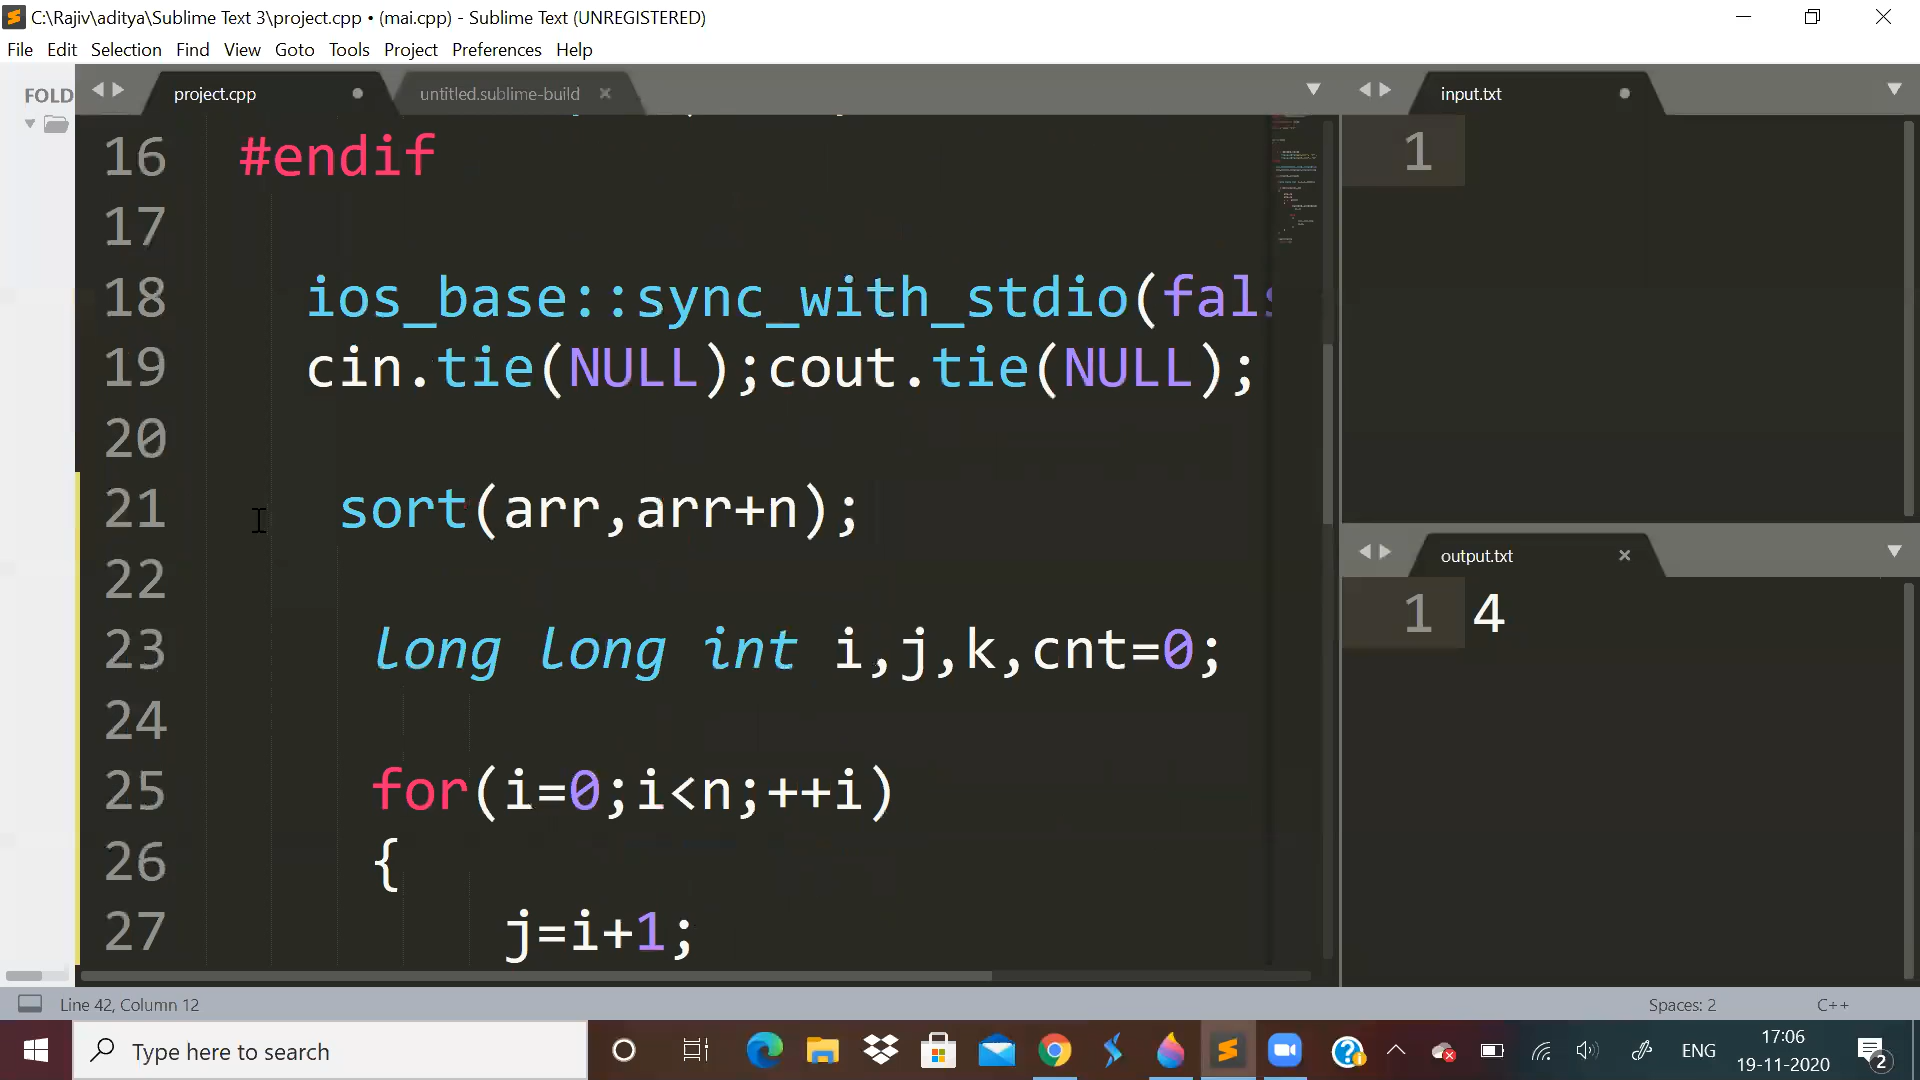 C:\Rajiv\aditya\Sublime Text 3\project.cpp • (mai.cpp) - Sublime Text (UNREGISTERED)
File Edit Selection Find View Goto Tools Project Preferences Help
FOLD
project.cpp
untitled.sublime-build
input.txt
16 #endif
17
18 ios_base::sync_with_stdio(fals
19 cin.tie(NULL);cout.tie(NULL);
20
21 sort(arr,arr+n);
22
23 long long int i,j,k,cnt=0;
24
25 for(i=0;i<n;++i)
26 {
27 j=i+1;
1
output.txt
1 4
Line 42, Column 12
Spaces: 2
C++
Type here to search
ENG
17:06
19-11-2020
2